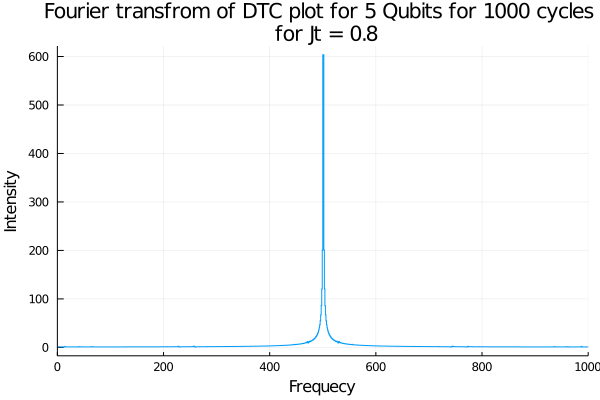 Fourier transfrom of DTC plot for 5 Qubits for 1000 cycles
for Jt = 0.8
600
500
400
300
200
100
0
Intensity
0 200 400 600 800 1000
Frequecy